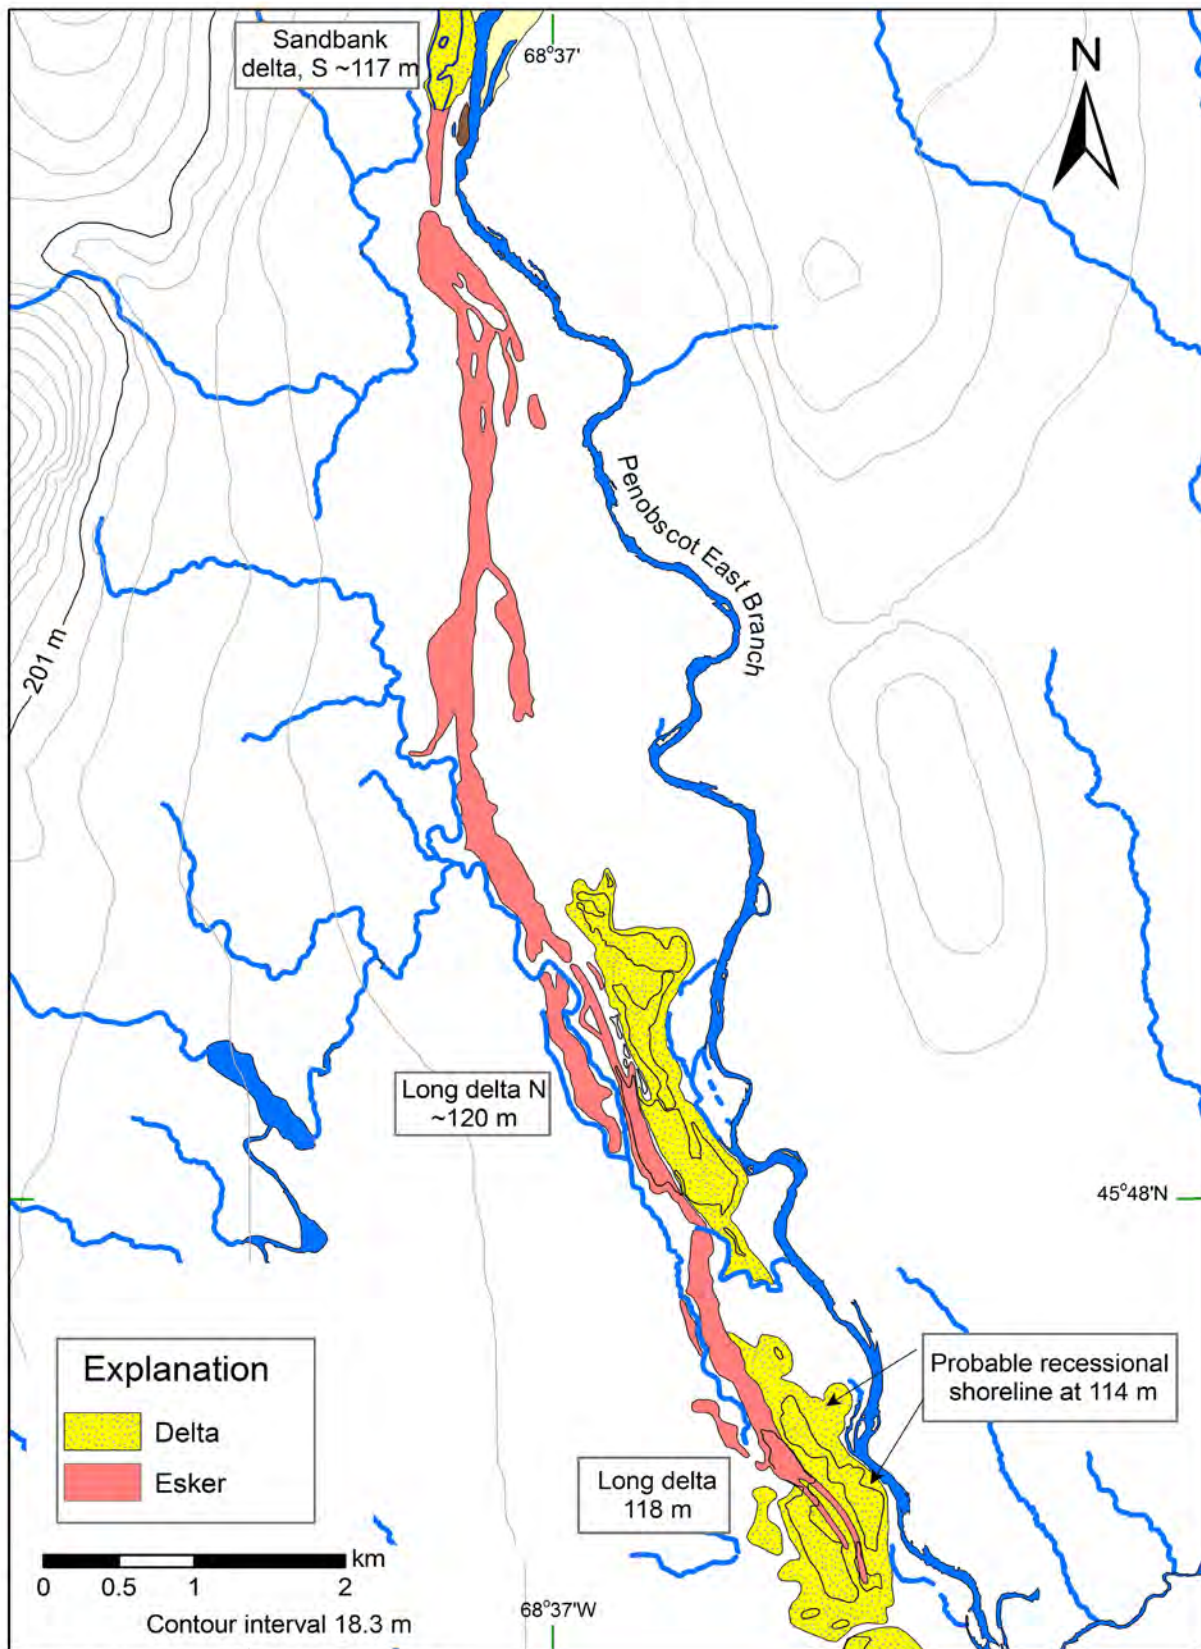 Sandbank
delta, S ~117 m
68°37'
N
Penobscot East Branch
201 m
Long delta N
~120 m
45°48'N
Probable recessional
shoreline at 114 m
Explanation
Delta
Esker
Long delta
118 m
km
0 0.5 1 2
Contour interval 18.3 m
68°37'W